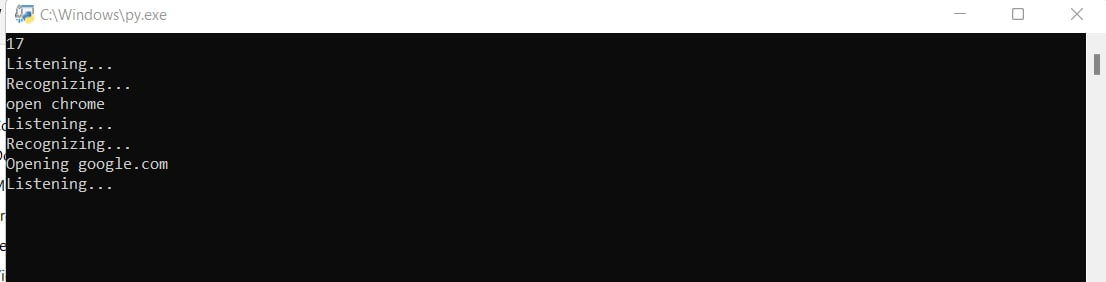 C:\Windows\py.exe
17
Listening...
Recognizing...
open chrome
Listening...
Recognizing...
Opening google.com
Listening...